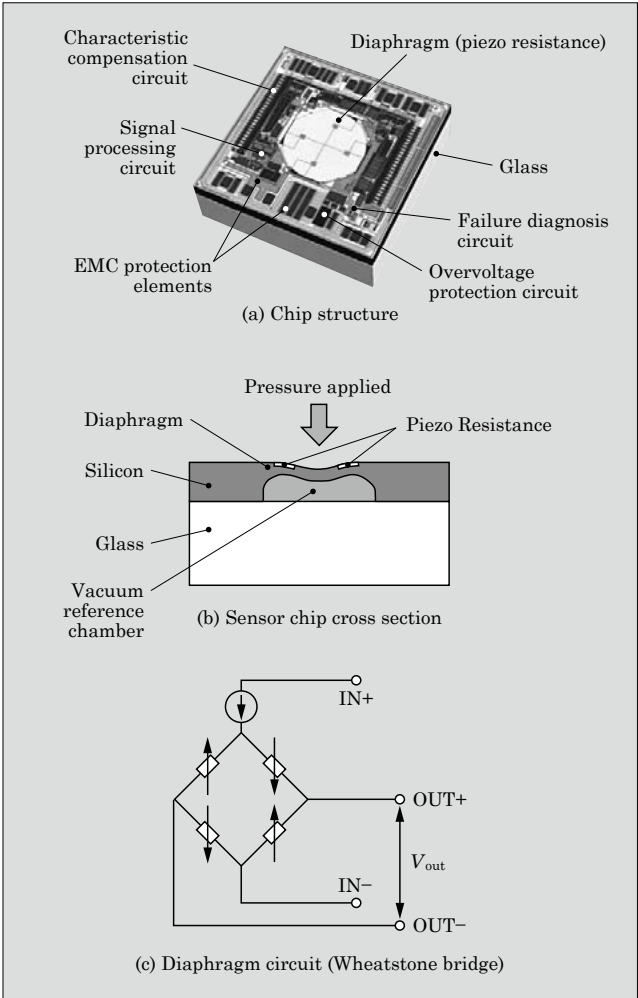 Characteristic
compensation
circuit
Diaphragm (piezo resistance)
Signal
processing
circuit
Glass
Failure diagnosis
circuit
EMC protection
elements
Overvoltage
protection circuit
(a) Chip structure
Pressure applied
Diaphragm
Piezo Resistance
Silicon
Glass
Vacuum
reference
chamber
(b) Sensor chip cross section
IN+
OUT+
Vout
IN−
OUT−
(c) Diaphragm circuit (Wheatstone bridge)